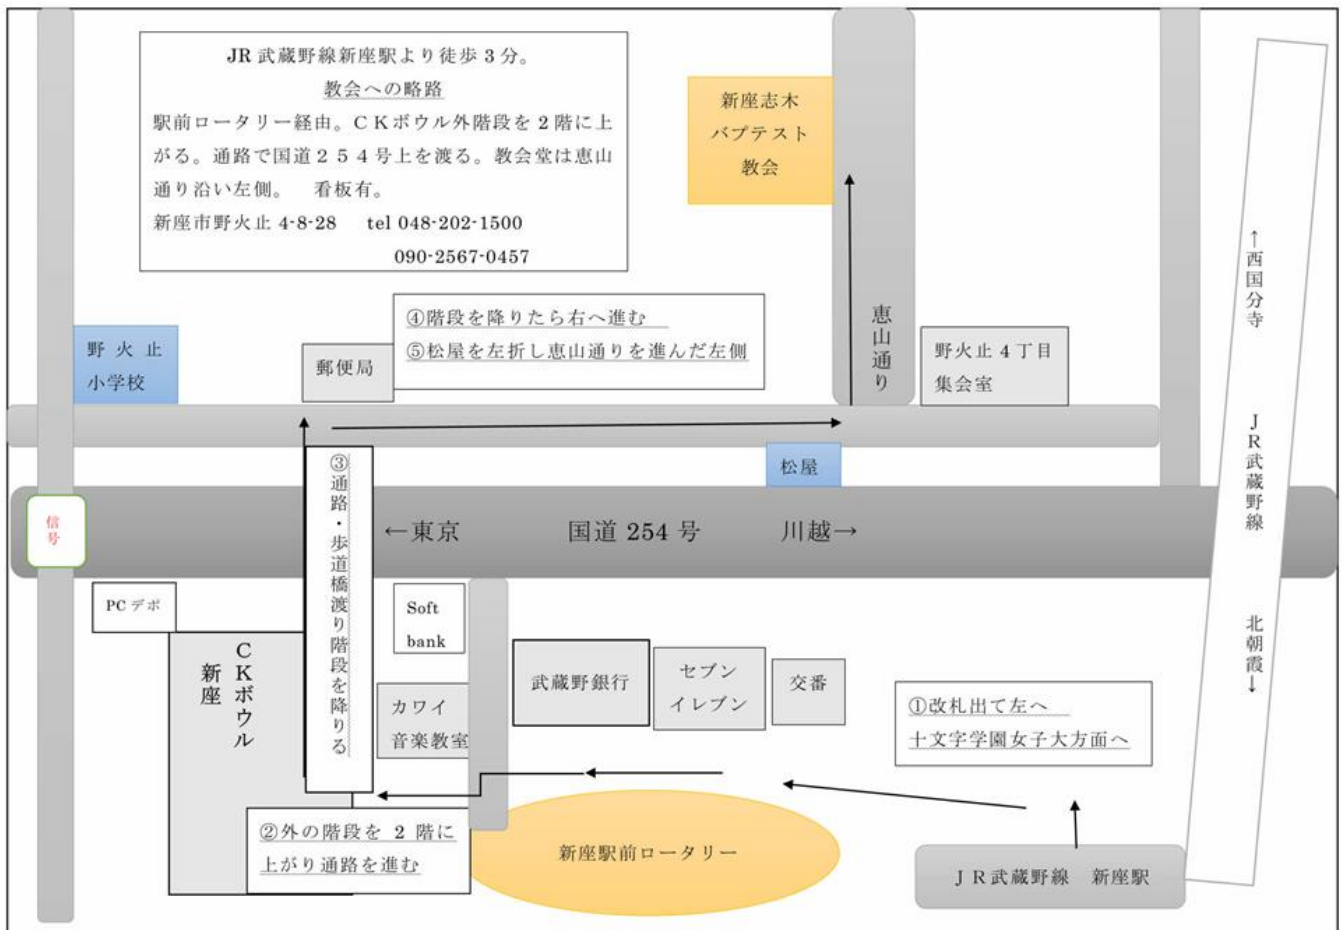 JR 武蔵野線新座駅より徒歩 3 分。
教会への略路
駅前ロータリー経由。CKボウル外階段を 2 階に上
がる。通路で国道２５４号上を渡る。教会堂は恵山
通り沿い左側。　看板有。
新座市野火止 4-8-28　tel 048-202-1500
090-2567-0457
新座志木
バプテスト
教会
④階段を降りたら右へ進む
⑤松屋を左折し恵山通りを進んだ左側
野火止
小学校
郵便局
恵山通り
野火止 4 丁目
集会室
←西国分寺
JR武蔵野線
北朝霞→
松屋
信号
③通路・歩道橋渡り階段を降りる
←東京
国道 254 号
川越→
PC デポ
CKボウル
新座
Soft
bank
カワイ
音楽教室
武蔵野銀行
セブン
イレブン
交番
①改札出て左へ
十文字学園女子大方面へ
②外の階段を 2 階に
上がり通路を進む
新座駅前ロータリー
ＪＲ武蔵野線　新座駅